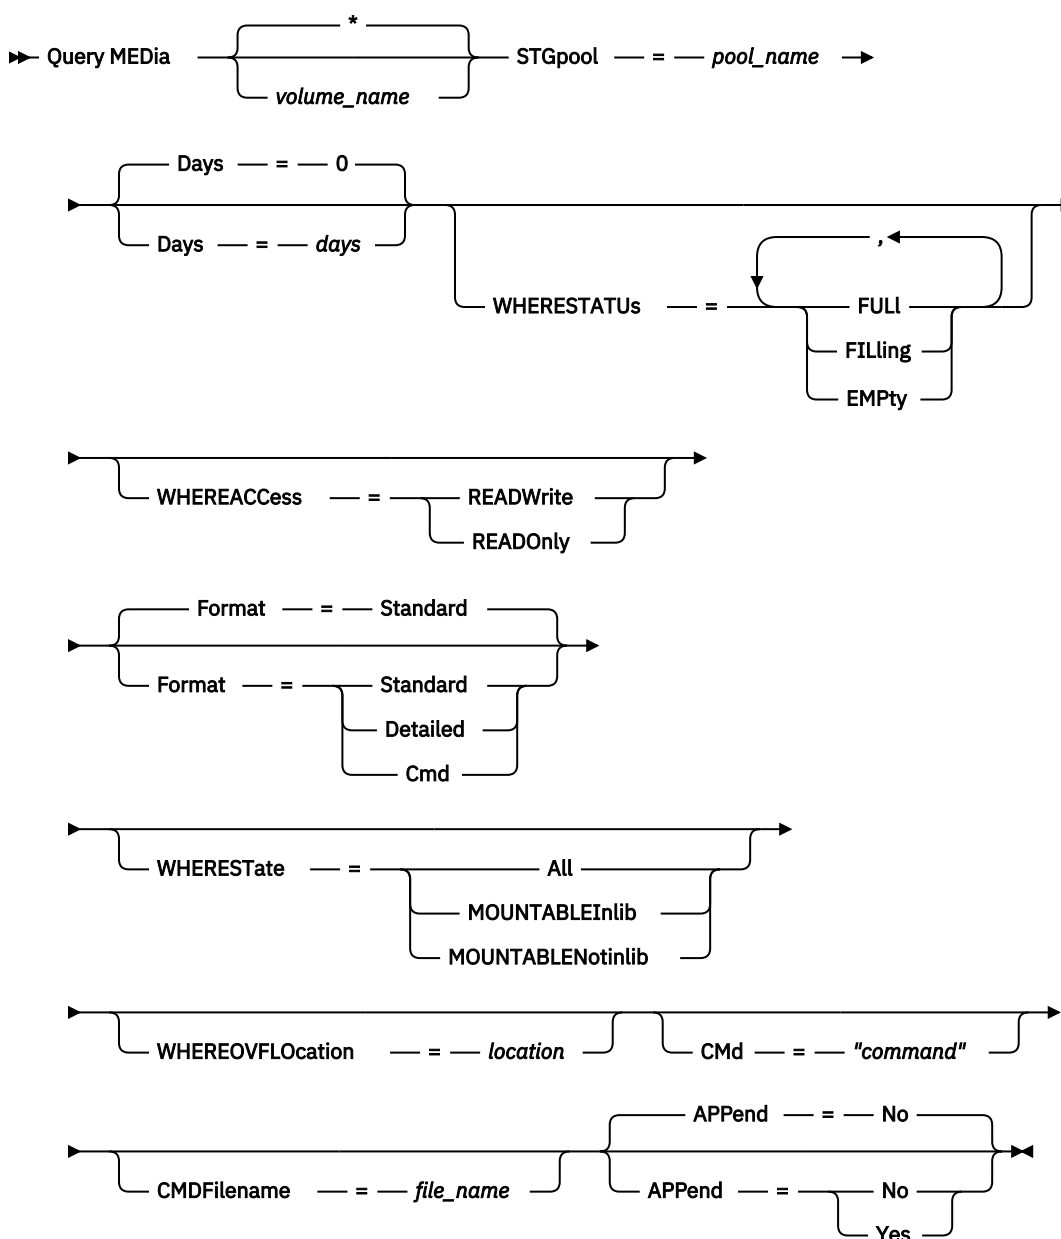 *
Query MEDia STGpool = pool_name
volume_name
Days = 0
Days = days
,
WHERESTATUs = FULl
FILling
EMPty
WHEREACCess = READWrite
READOnly
Format = Standard
Format = Standard
Detailed
Cmd
WHERESTate = All
MOUNTABLEInlib
MOUNTABLENotinlib
WHEREOVFLOcation = location CMd = "command"
APPend = No
CMDFilename = file_name APPend = No
Yes